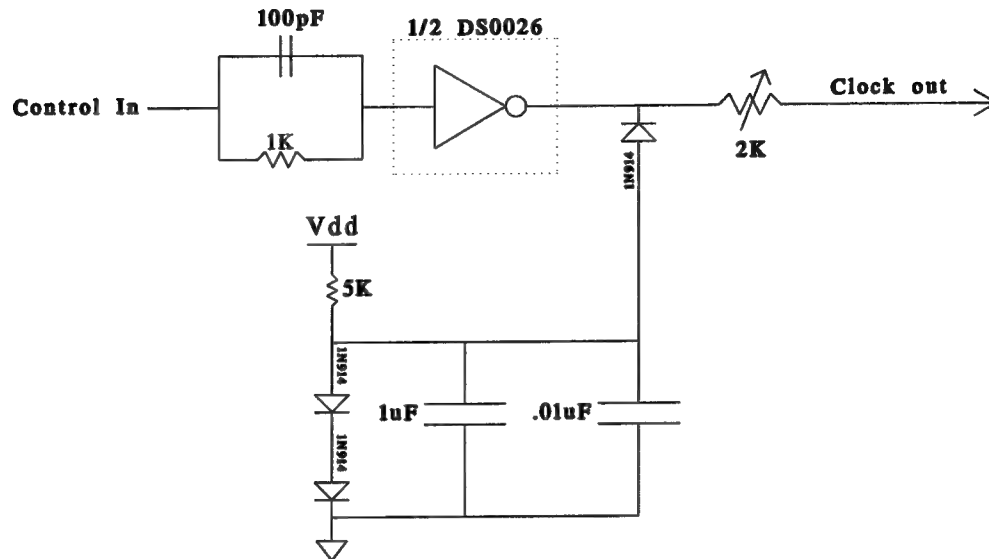 100pF
1/2 DS0026
Control In
1K
Clock out
2K
1N914
Vdd
5K
1N914
1uF
.01uF
1N914